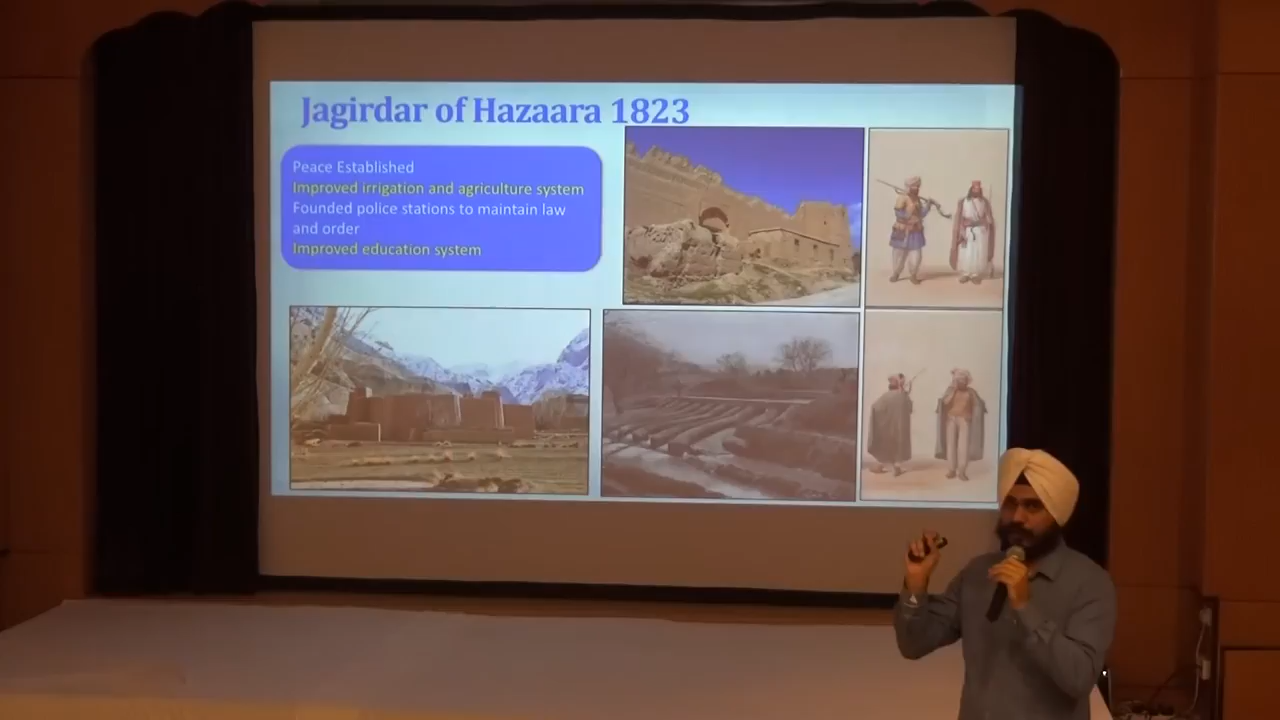 Jagirdar of Hazaara 1823
Peace Established
Improved irrigation and agriculture system
Founded police stations to maintain law
and order
Improved education system